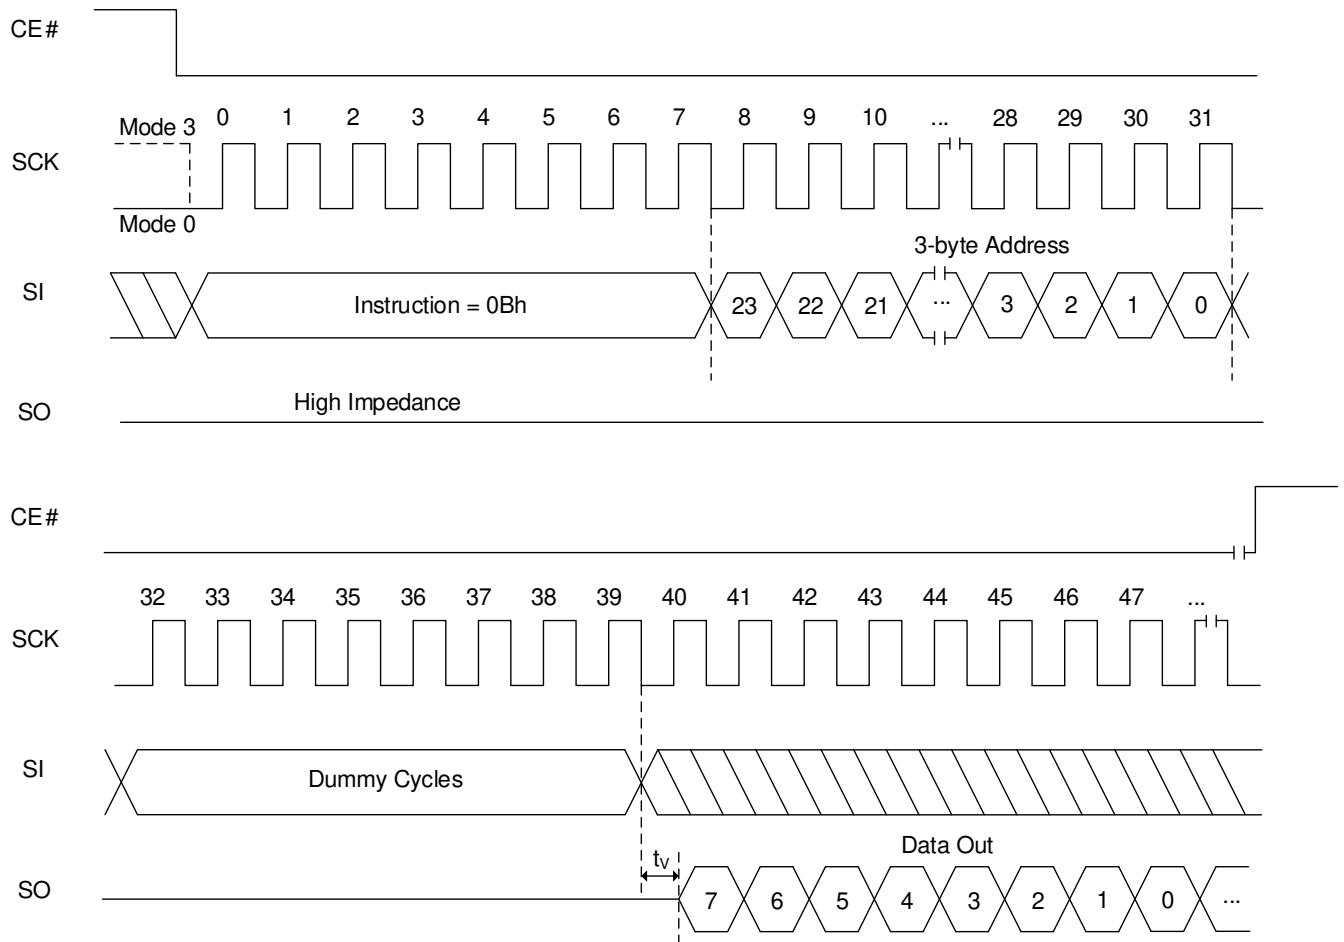 CE#
0 1 2 3 4 5 6 7 8 9 10 ... 28 29 30 31
Mode 3
SCK
Mode 0
3-byte Address
SI
Instruction = 0Bh 23 22 21 ... 3 2 1 0
High Impedance
SO
CE#
32 33 34 35 36 37 38 39 40 41 42 43 44 45 46 47 ...
SCK
SI
Dummy Cycles
Data Out
tV
SO
7 6 5 4 3 2 1 0 ...